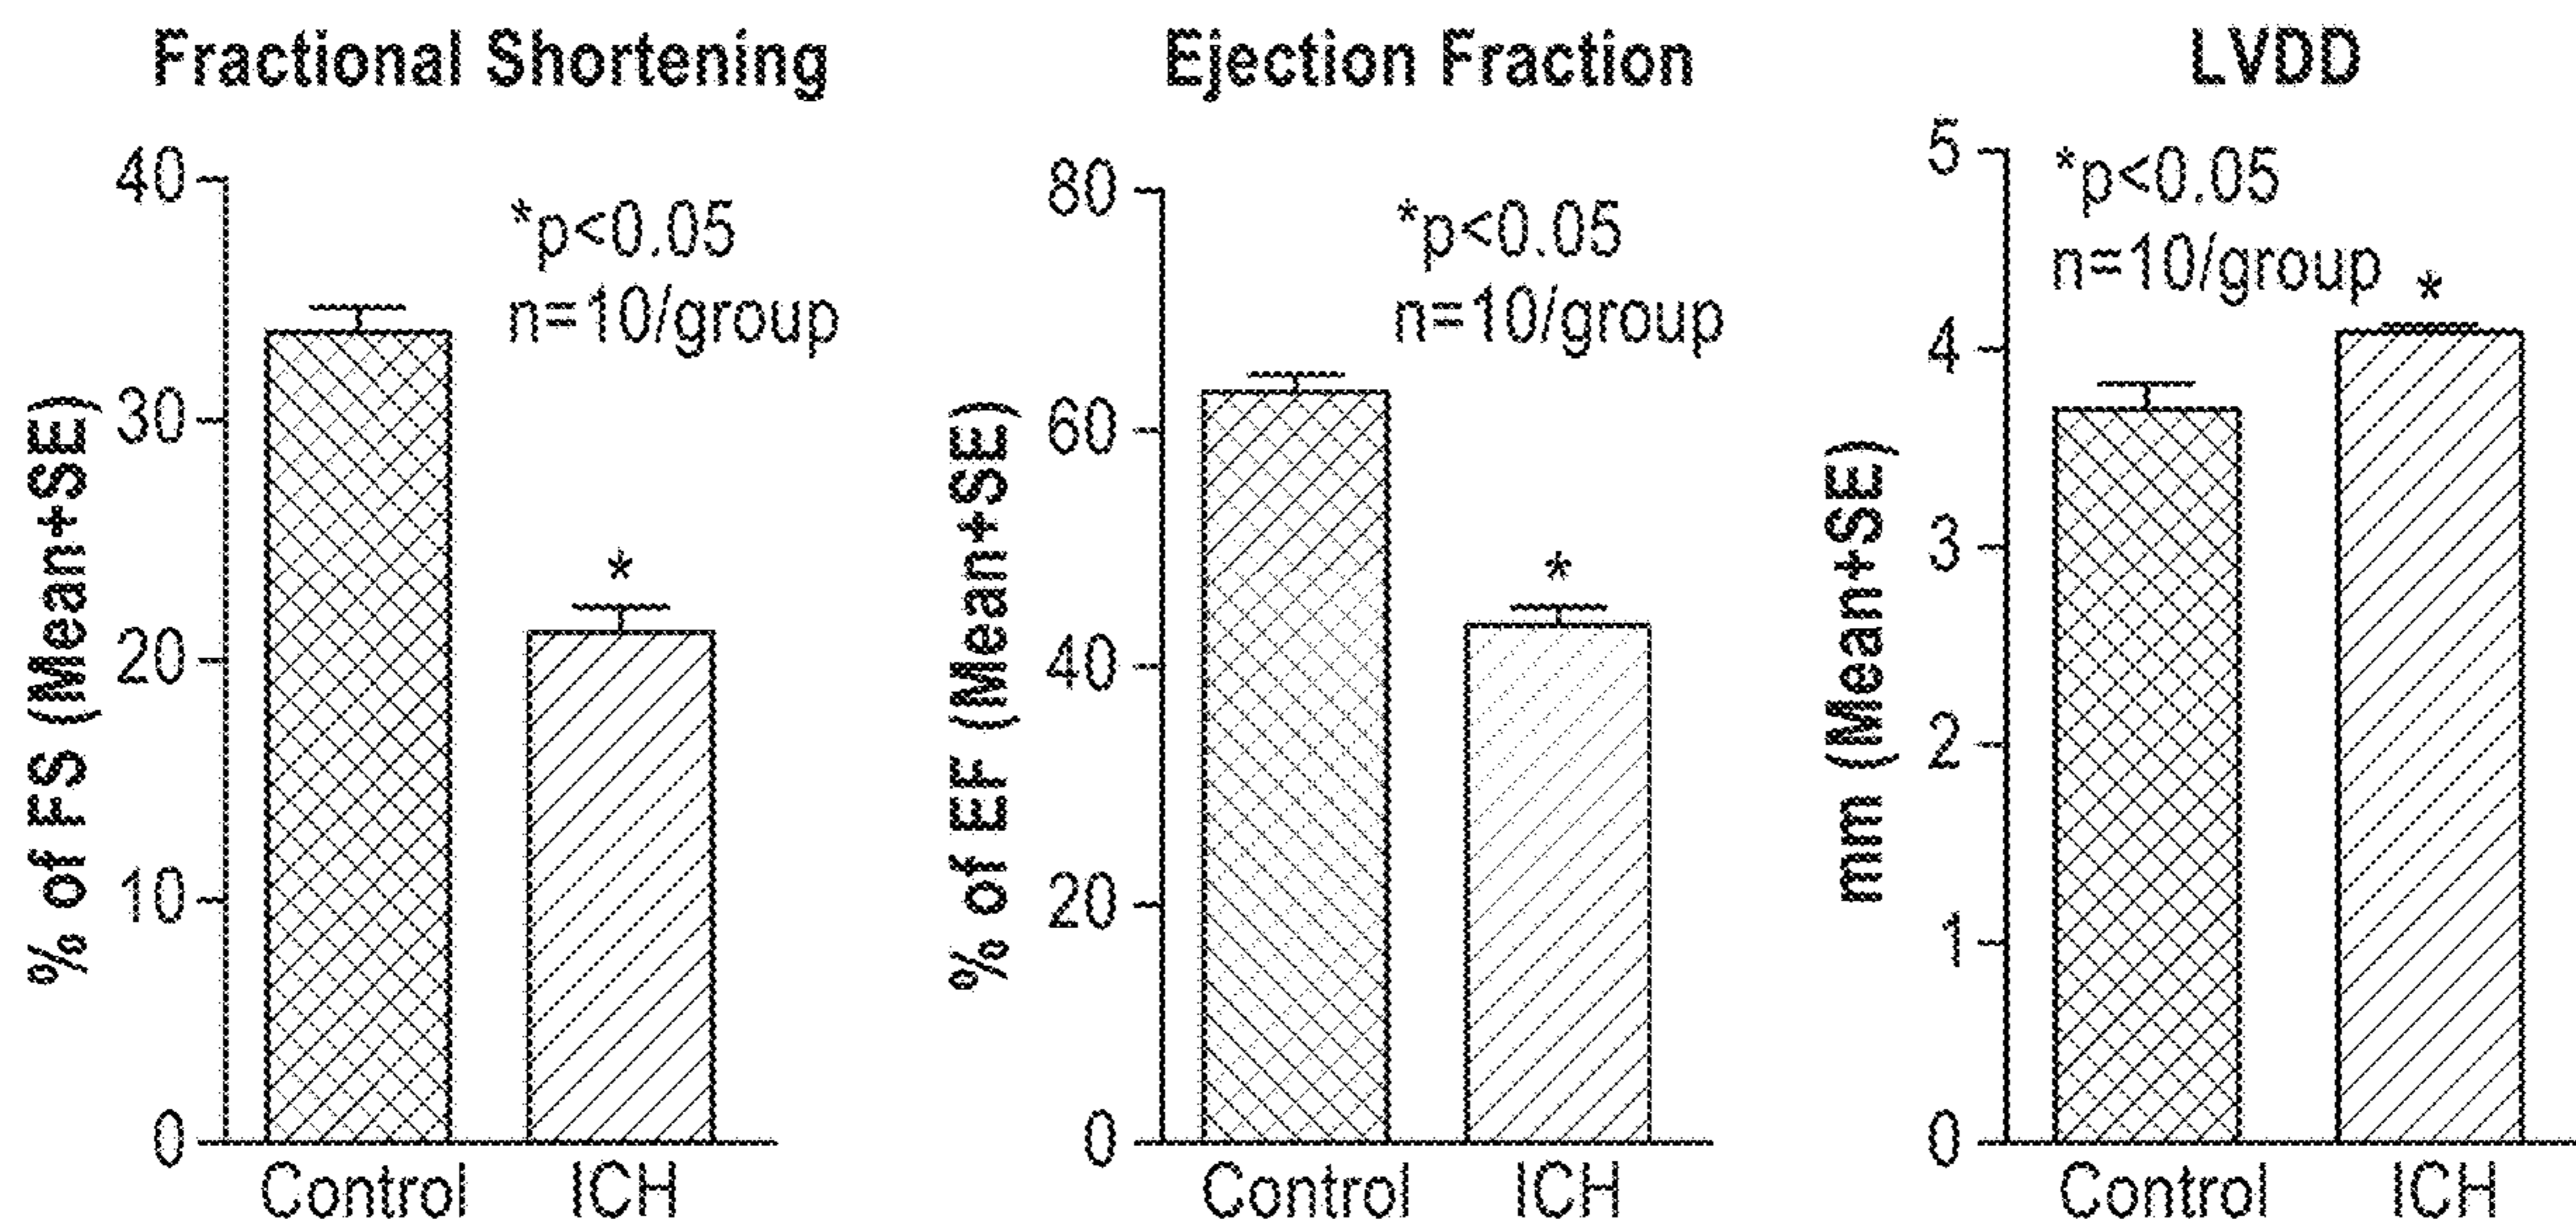 Fractional Shortening
% of FS (Mean+SE)
40
30
20
10
0
*p<0.05
n=10/group
*
Control ICH
Ejection Fraction
% of EF (Mean+SE)
80
60
40
20
0
*p<0.05
n=10/group
*
Control ICH
LVDD
mm (Mean+SE)
5
4
3
2
1
0
*p<0.05
n=10/group
*
Control ICH